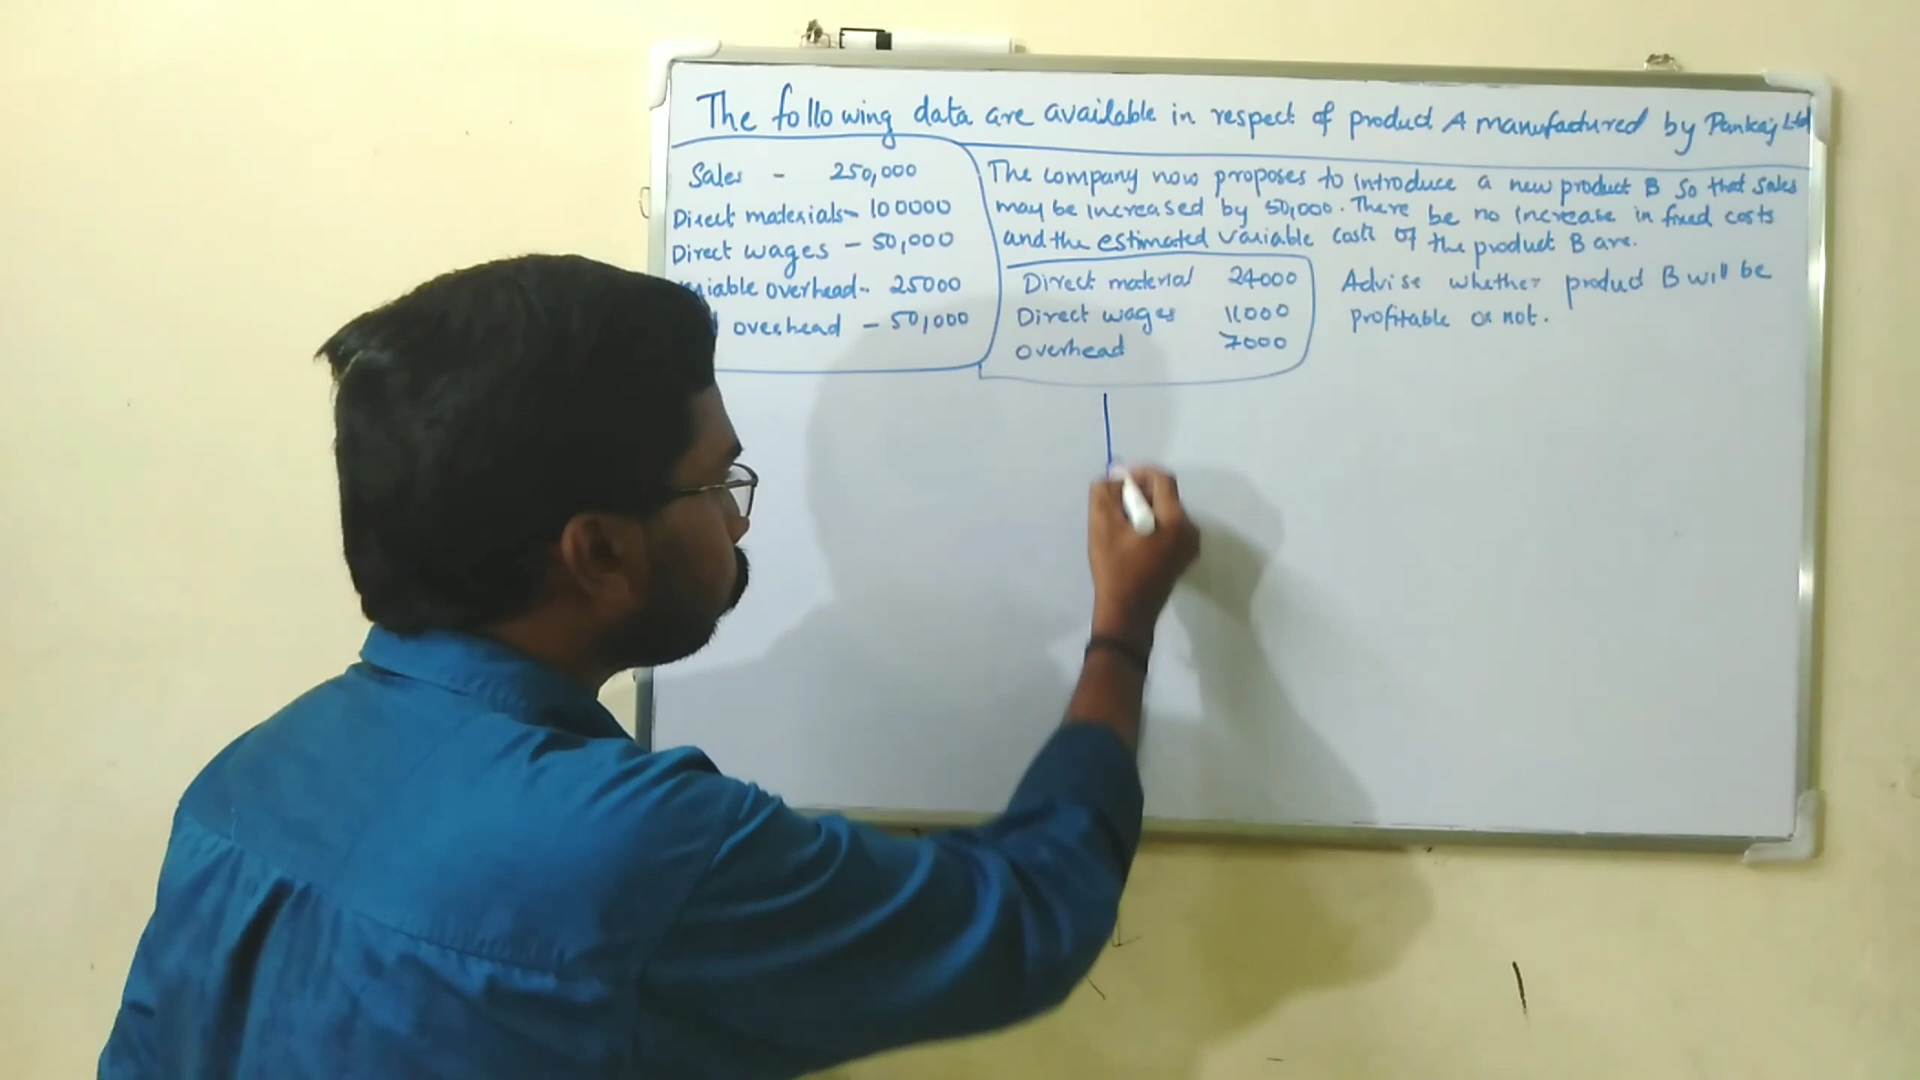 The following data are available in respect of product A manufactured by Pankaj Ltd
Sales - 250,000
Direct materials - 100000
Direct wages - 50,000
iable overhead - 25000
overhead - 50,000
The company now proposes to introduce a new product B so that sales
may be increased by 50,000. There be no increase in fixed costs
and the estimated variable costs of the product B are.
Direct material 24000
Direct wages 11000
overhead 7000
Advise whether product B will be
profitable or not.